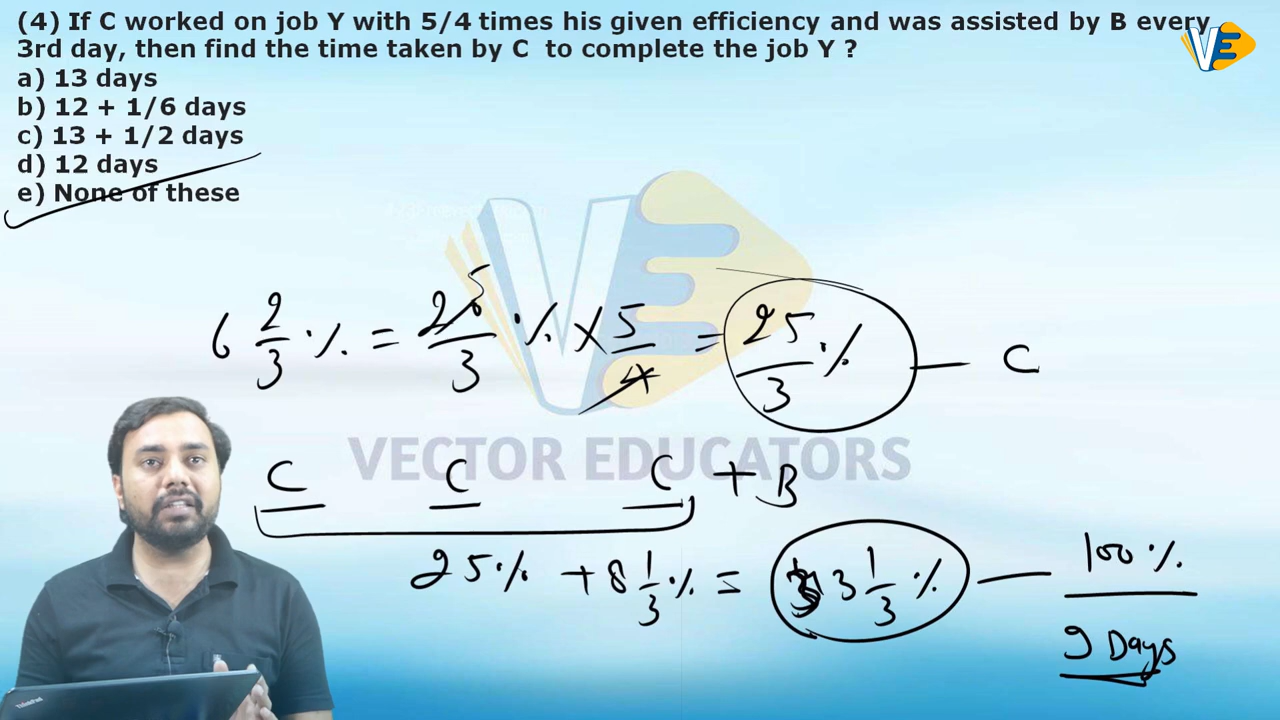 (4) If C worked on job Y with 5/4 times his given efficiency and was assisted by B every
3rd day, then find the time taken by C to complete the job Y ?
a) 13 days
b) 12 + 1/6 days
c) 13 + 1/2 days
d) 12 days
e) None of these
VE
6 2/3 % = 20/3 % × 5/4 = 25/3 % — C
VECTOR EDUCATORS
C C C + B
25% + 8 1/3 % = 33 1/3 % — 100%
9 Days
ThinkPad